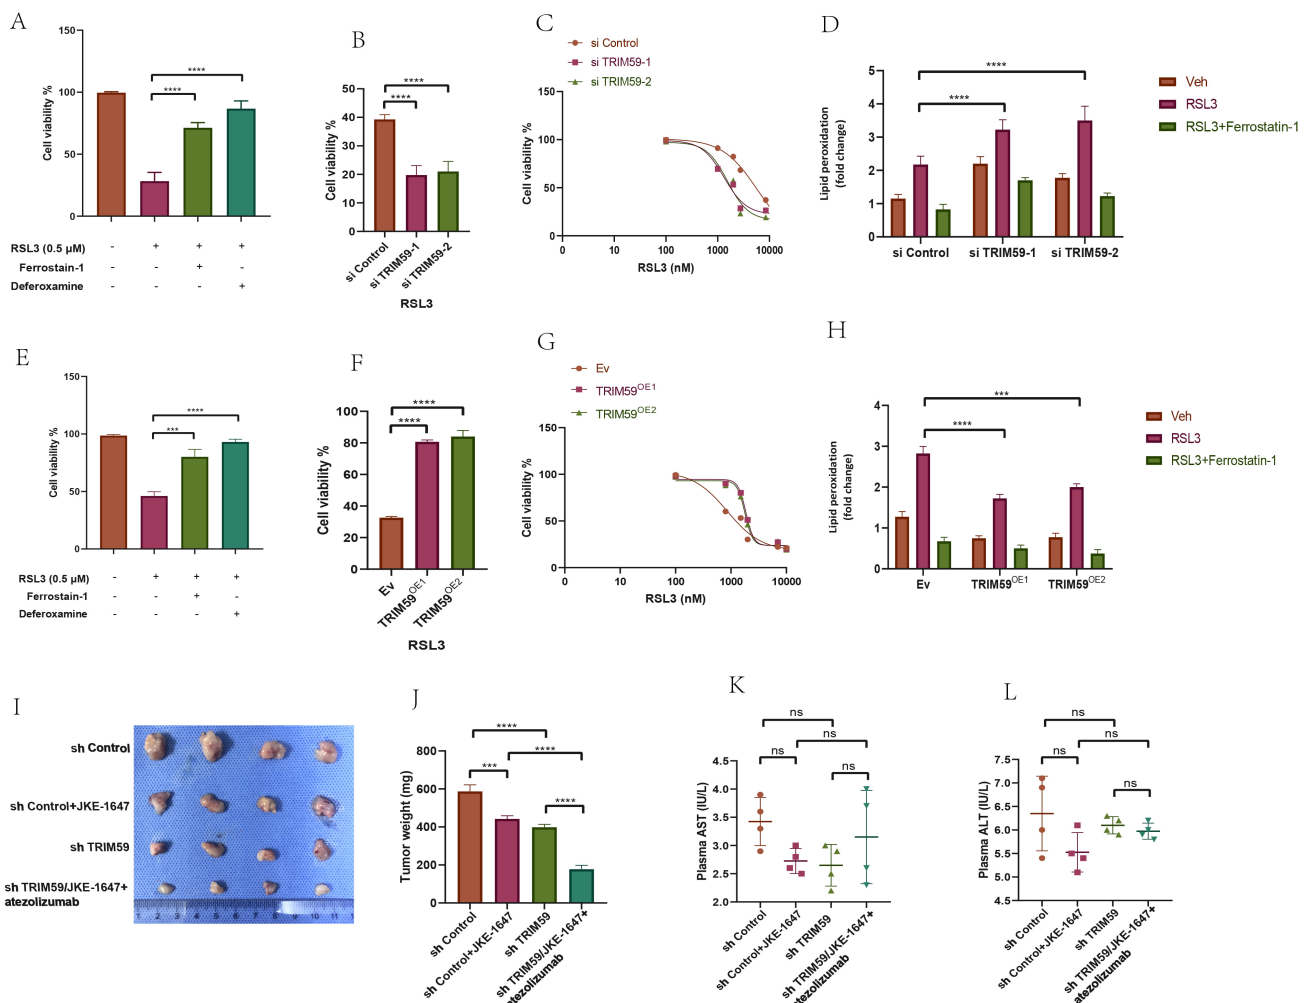 A
Cell viability %
150
100
50
0
****
****
RSL3 (0.5 μM) - + + +
Ferrostain-1 - - + -
Deferoxamine - - - +
B
Cell viability %
50
40
30
20
10
0
****
****
si Control
si TRIM59-1
si TRIM59-2
RSL3
C
si Control
si TRIM59-1
si TRIM59-2
Cell viability %
150
100
50
0
0 10 100 1000 10000
RSL3 (nM)
D
Lipid peroxidation
(fold change)
5
4
3
2
1
0
****
****
si Control si TRIM59-1 si TRIM59-2
Veh
RSL3
RSL3+Ferrostatin-1
E
Cell viability %
150
100
50
0
****
***
RSL3 (0.5 μM) - + + +
Ferrostain-1 - - + -
Deferoxamine - - - +
F
Cell viability %
100
80
60
40
20
0
****
****
Ev
TRIM59OE1
TRIM59OE2
RSL3
G
Ev
TRIM59OE1
TRIM59OE2
Cell viability %
150
100
50
0
0 10 100 1000 10000
RSL3 (nM)
H
Lipid peroxidation
(fold change)
4
3
2
1
0
***
****
Ev TRIM59OE1 TRIM59OE2
Veh
RSL3
RSL3+Ferrostatin-1
I
sh Control
sh Control+JKE-1647
sh TRIM59
sh TRIM59/JKE-1647+
atezolizumab
1 2 3 4 5 6 7 8 9 10 11
J
Tumor weight (mg)
800
600
400
200
0
****
****
***
****
sh Control
sh Control+JKE-1647
sh TRIM59
sh TRIM59/JKE-1647+
atezolizumab
K
Plasma AST (IU/L)
4.5
4.0
3.5
3.0
2.5
2.0
ns
ns
ns
ns
sh Control
sh Control+JKE-1647
sh TRIM59
sh TRIM59/JKE-1647+
atezolizumab
L
Plasma ALT (IU/L)
7.5
7.0
6.5
6.0
5.5
5.0
4.5
ns
ns
ns
ns
sh Control
sh Control+JKE-1647
sh TRIM59
sh TRIM59/JKE-1647+
atezolizumab